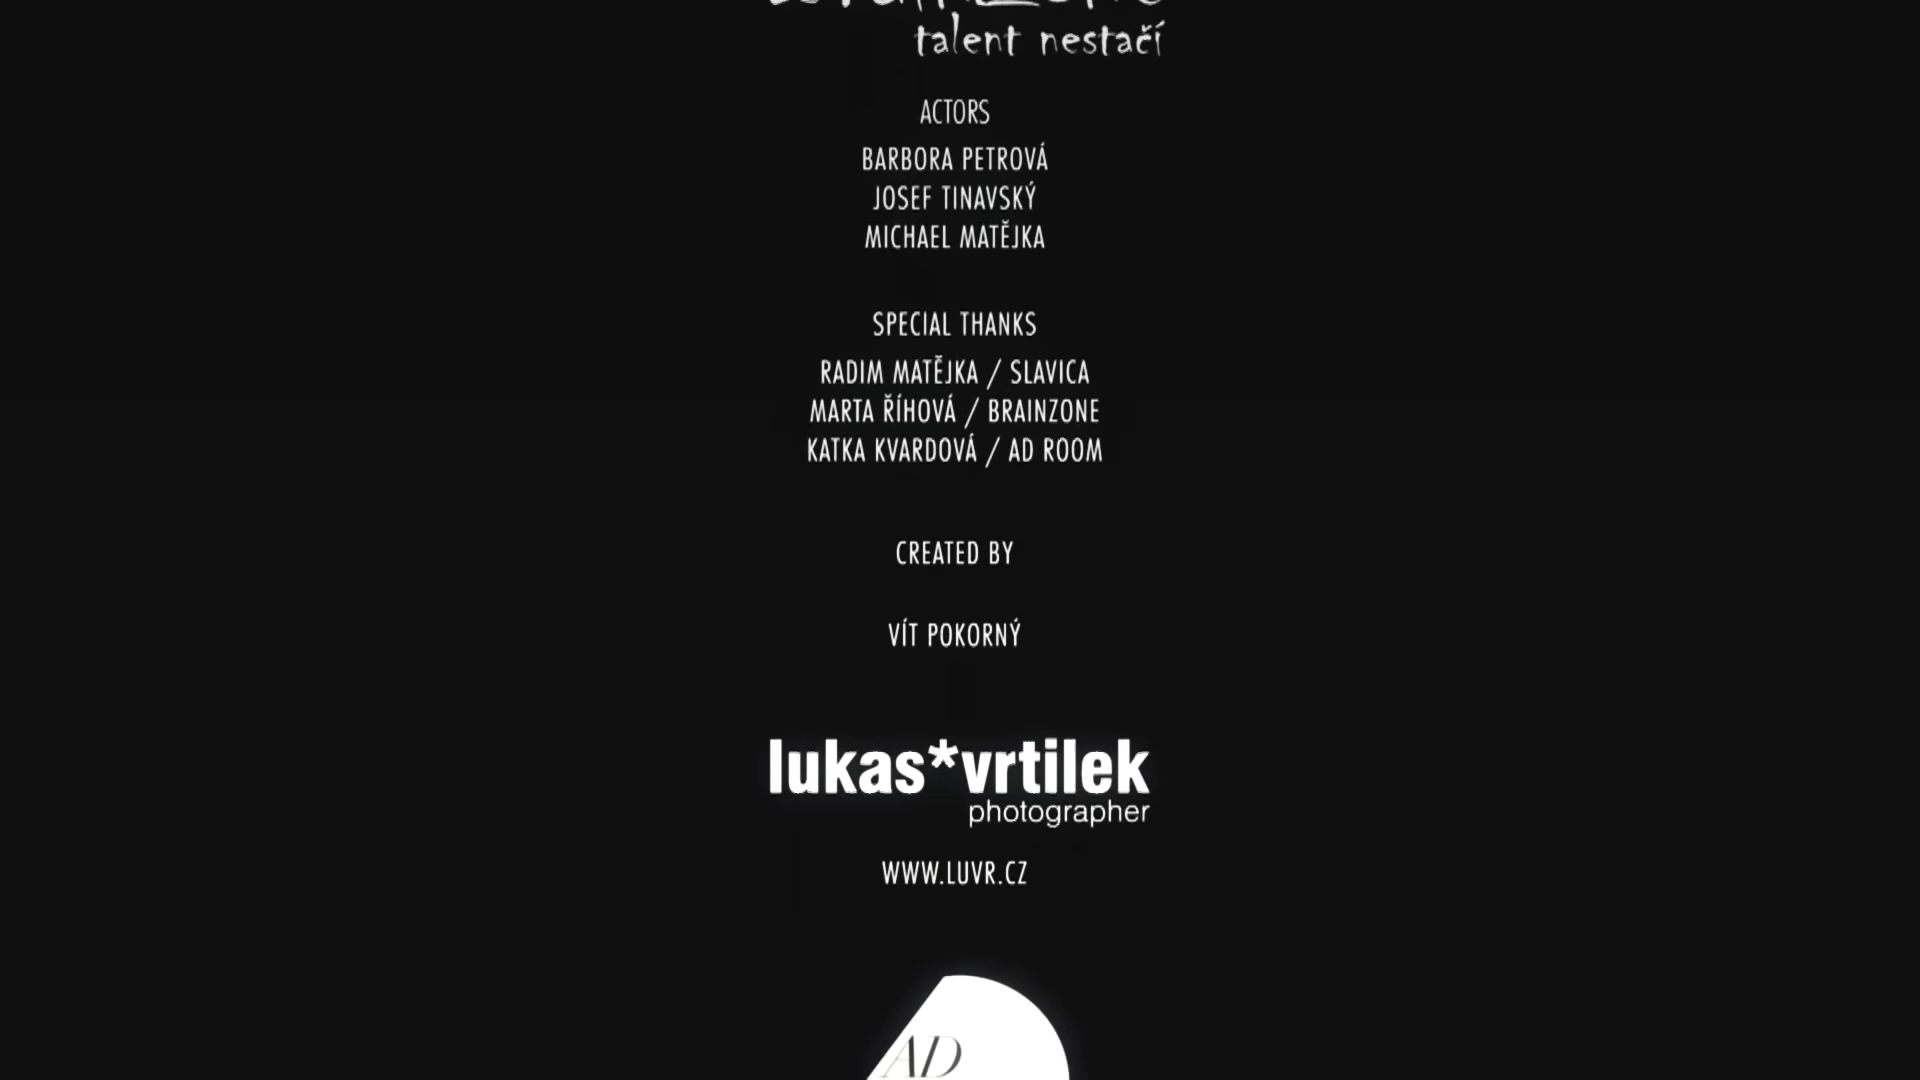 talent nestačí
ACTORS
BARBORA PETROVÁ
JOSEF TINAVSKÝ
MICHAEL MATĚJKA
SPECIAL THANKS
RADIM MATĚJKA / SLAVICA
MARTA ŘÍHOVÁ / BRAINZONE
KATKA KVARDOVÁ / AD ROOM
CREATED BY
VÍT POKORNÝ
lukas*vrtilek
photographer
WWW.LUVR.CZ
AD